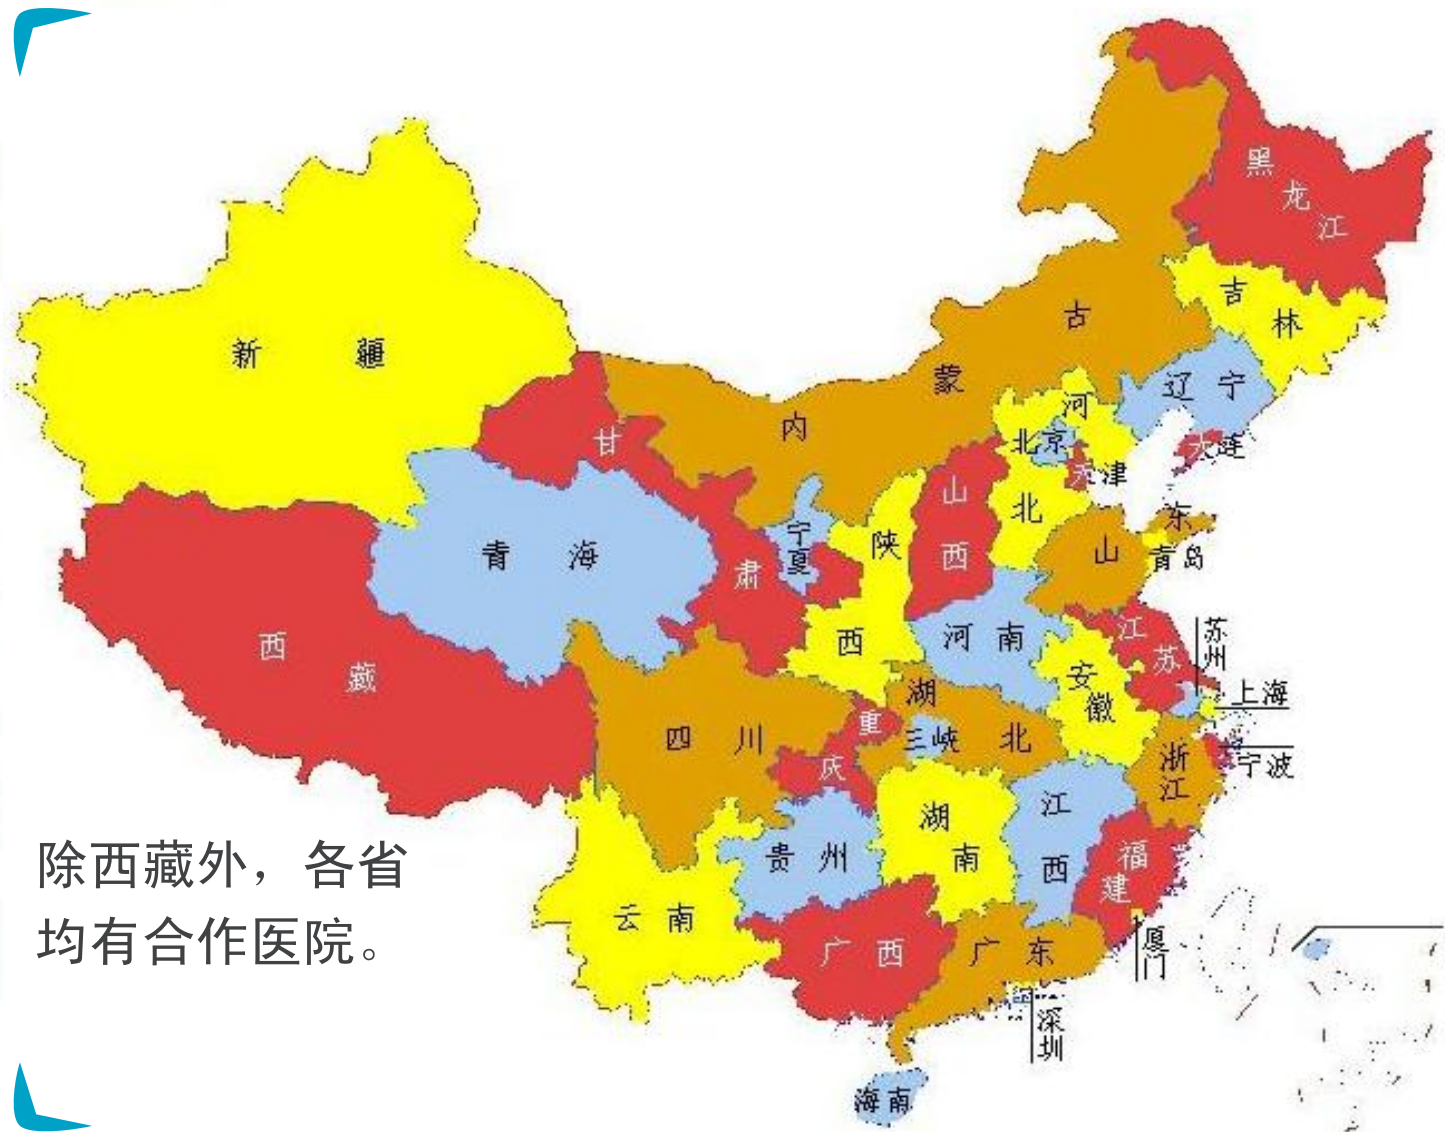 黑龙江
吉林
辽宁
大连
内蒙古
新疆
甘肃
青海
宁夏
陕西
山西
河北
北京
天津
山东
青岛
西藏
四川
重庆
河南
湖北
三峡
安徽
江苏
苏州
上海
浙江
宁波
湖南
江西
福建
厦门
贵州
云南
广西
广东
深圳
海南
除西藏外，各省
均有合作医院。